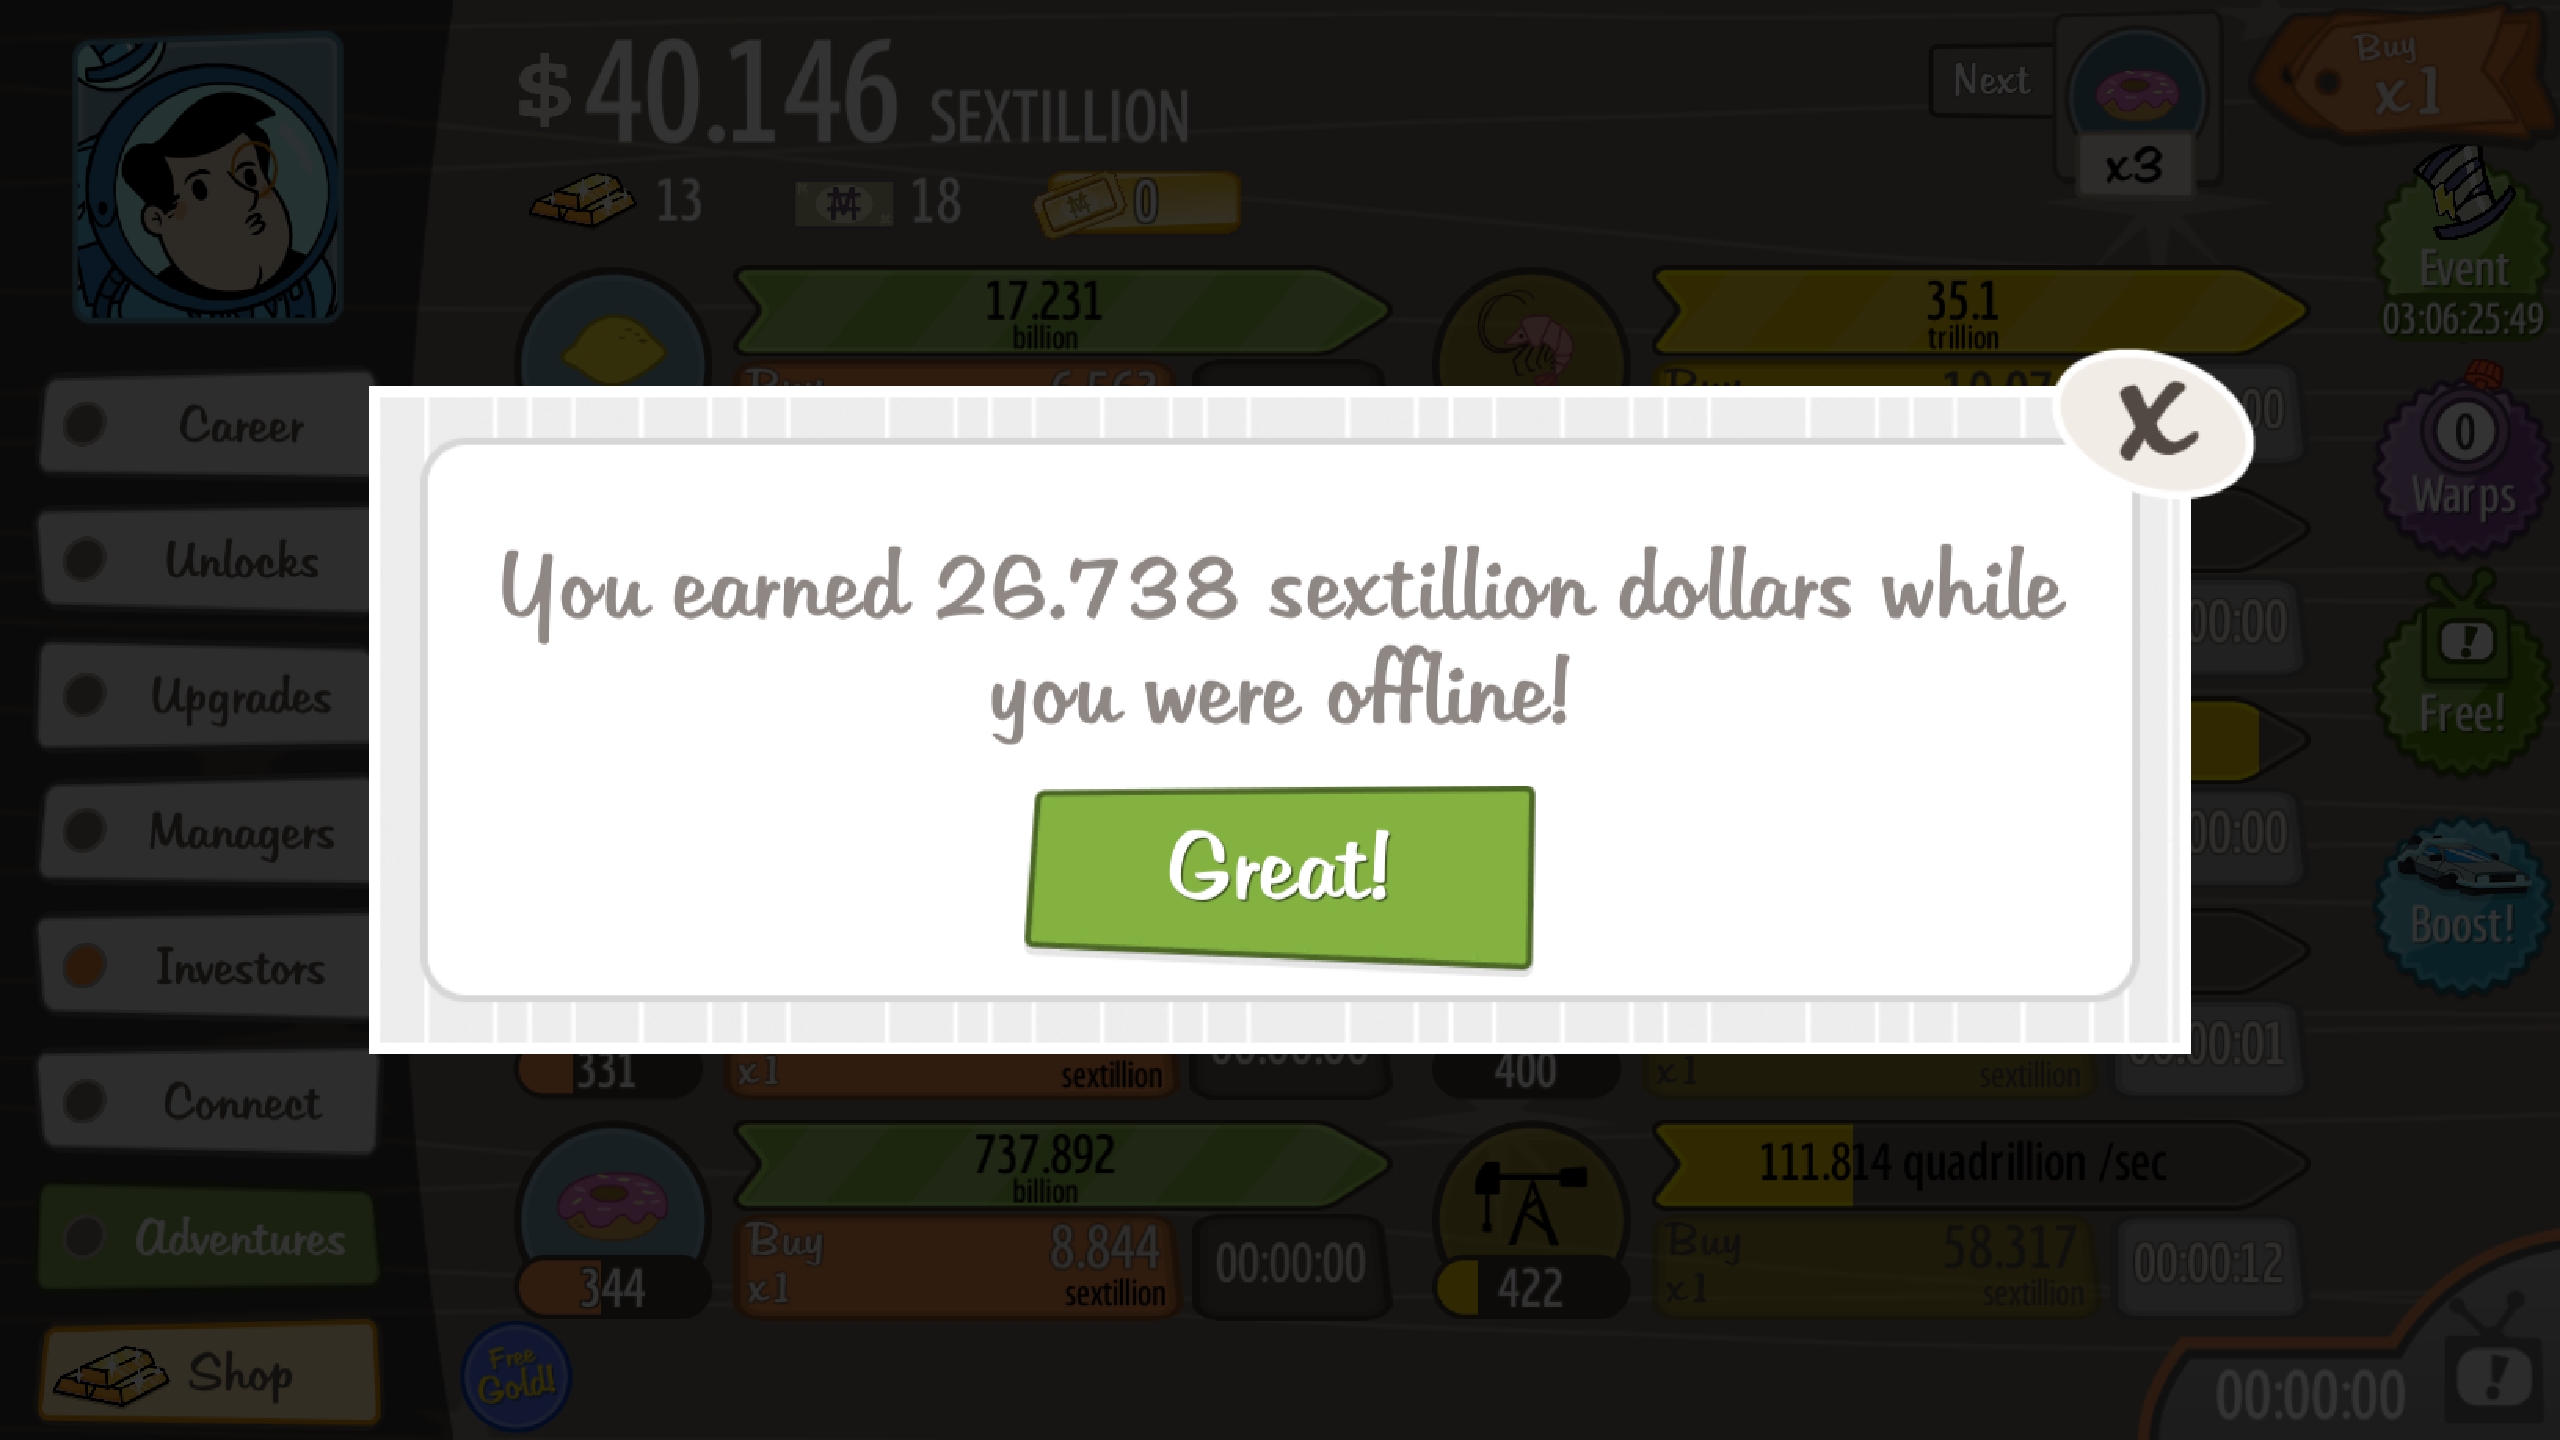 $40.146 SEXTILLION
Next
x3
Buy
x1
13
18
0
Event
03:06:25:49
17.231
billion
35.1
trillion
Buy
Buy
Career
0
Warps
Unlocks
You earned 26.738 sextillion dollars while
you were offline!
Upgrades
Free!
Great!
Managers
Boost!
Investors
x
331
x1
sextillion
400
x1
sextillion
Connect
737.892
billion
111.814 quadrillion /sec
Adventures
344
Buy
x1
8.844
sextillion
00:00:00
422
Buy
x1
58.317
sextillion
00:00:12
Shop
Free
Gold!
00:00:00